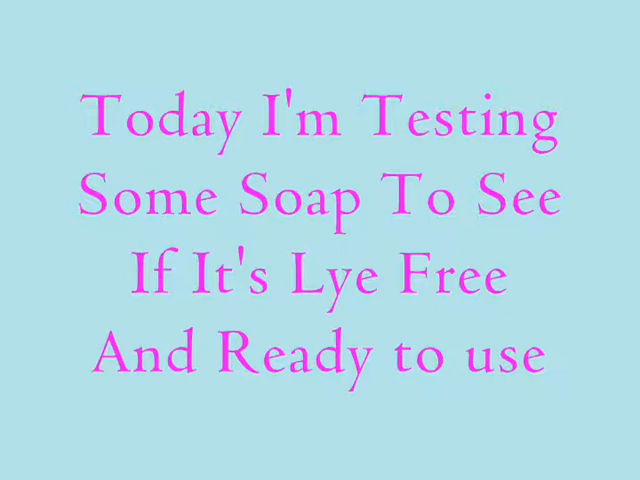 Today I'm Testing
Some Soap To See
If It's Lye Free
And Ready to use